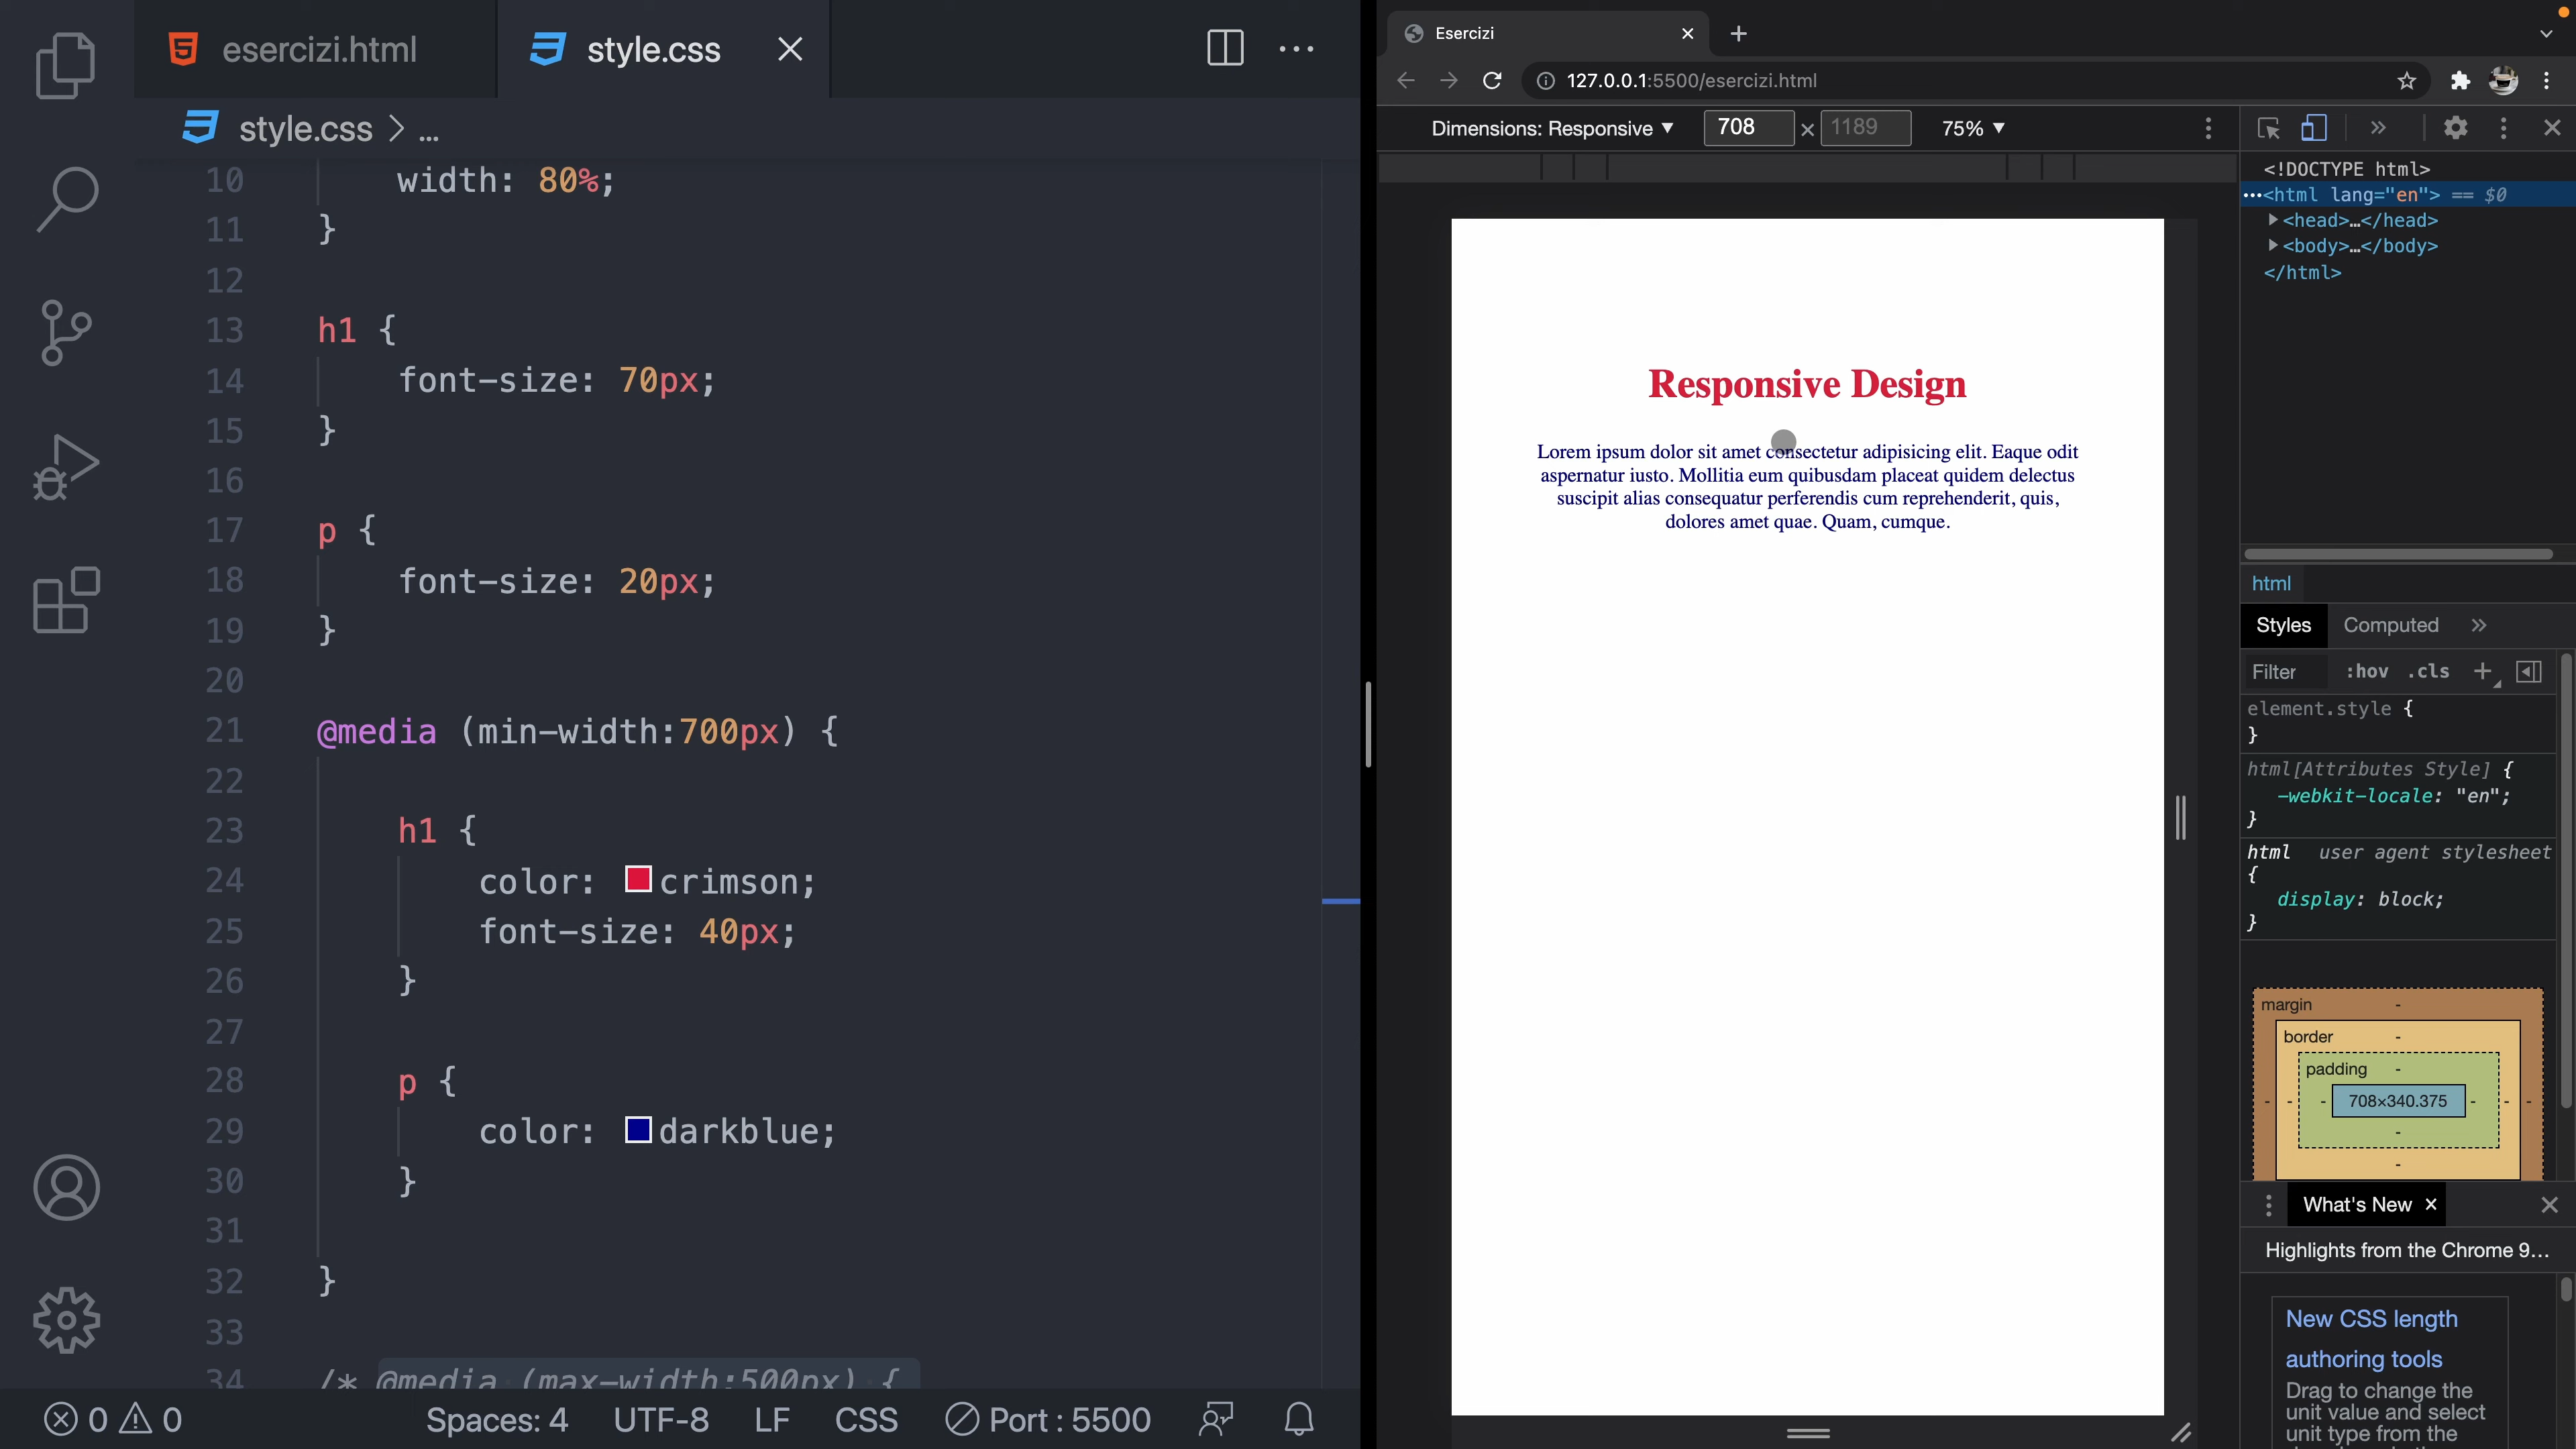 esercizi.html
style.css
style.css > ...
10 width: 80%;
11 }
12
13 h1 {
14 font-size: 70px;
15 }
16
17 p {
18 font-size: 20px;
19 }
20
21 @media (min-width:700px) {
22
23 h1 {
24 color: crimson;
25 font-size: 40px;
26 }
27
28 p {
29 color: darkblue;
30 }
31
32 }
33
34 /* @media (max-width:500px) {
0 0
Spaces: 4 UTF-8 LF CSS Port : 5500
Esercizi
127.0.0.1:5500/esercizi.html
Dimensions: Responsive 708 × 1189 75%
Responsive Design
Lorem ipsum dolor sit amet consectetur adipisicing elit. Eaque odit
aspernatur iusto. Mollitia eum quibusdam placeat quidem delectus
suscipit alias consequatur perferendis cum reprehenderit, quis,
dolores amet quae. Quam, cumque.
<!DOCTYPE html>
...<html lang="en"> == $0
<head>…</head>
<body>…</body>
</html>
html
Styles Computed
Filter :hov .cls +
element.style {
}
html[Attributes Style] {
-webkit-locale: "en";
}
html user agent stylesheet
{
display: block;
}
margin -
border -
padding -
- - - 708×340.375 - - -
-
-
What's New
Highlights from the Chrome 9…
New CSS length
authoring tools
Drag to change the
unit value and select
unit type from the